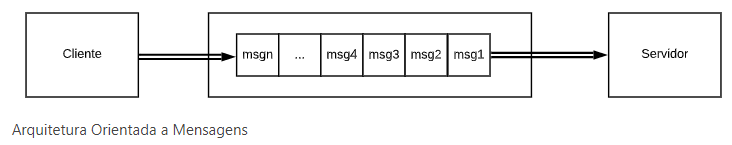 Cliente
msgn ... msg4 msg3 msg2 msg1
Servidor
Arquitetura Orientada a Mensagens